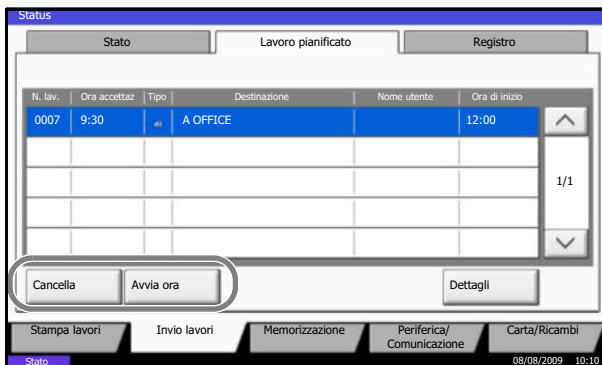 Status
Stato Lavoro pianificato Registro
N. lav. Ora accettaz Tipo Destinazione Nome utente Ora di inizio
0007 9:30 A OFFICE 12:00
1/1
Cancella Avvia ora Dettagli
Stampa lavori Invio lavori Memorizzazione Periferica/ Carta/Ricambi
Comunicazione
Stato 08/08/2009 10:10